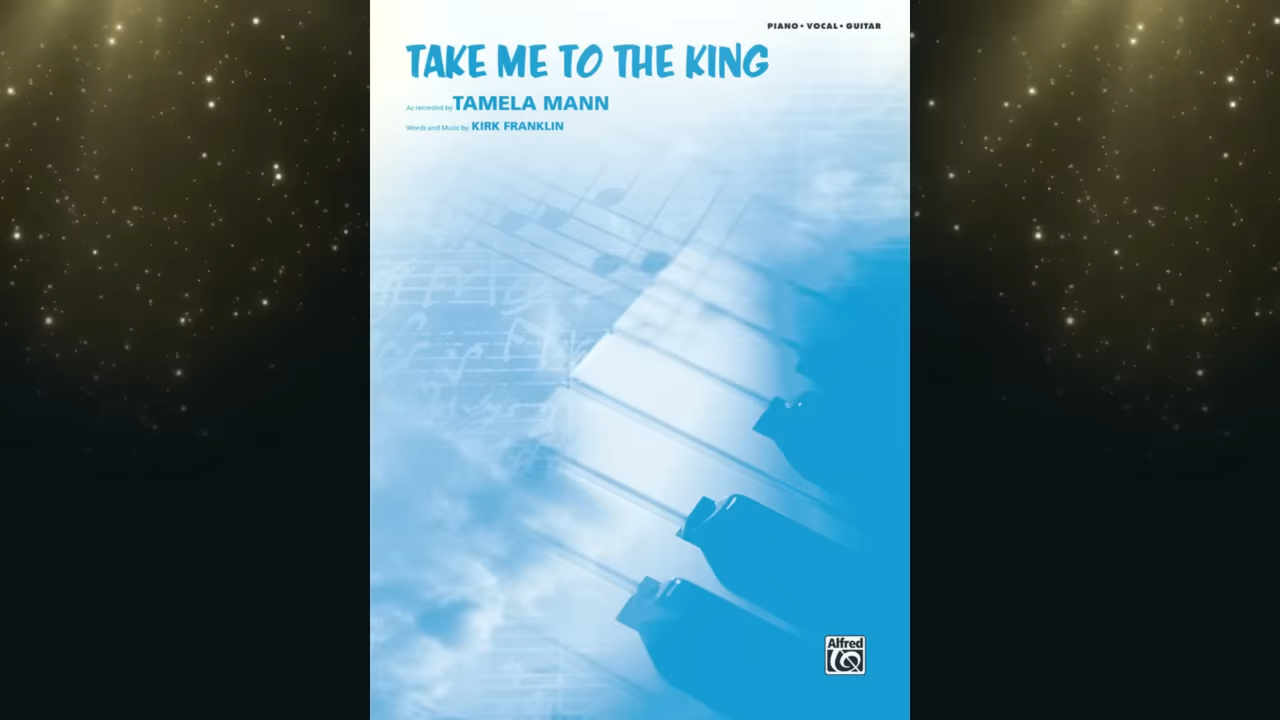 PIANO • VOCAL • GUITAR
TAKE ME TO THE KING
As recorded by TAMELA MANN
Words and Music by KIRK FRANKLIN
Alfred